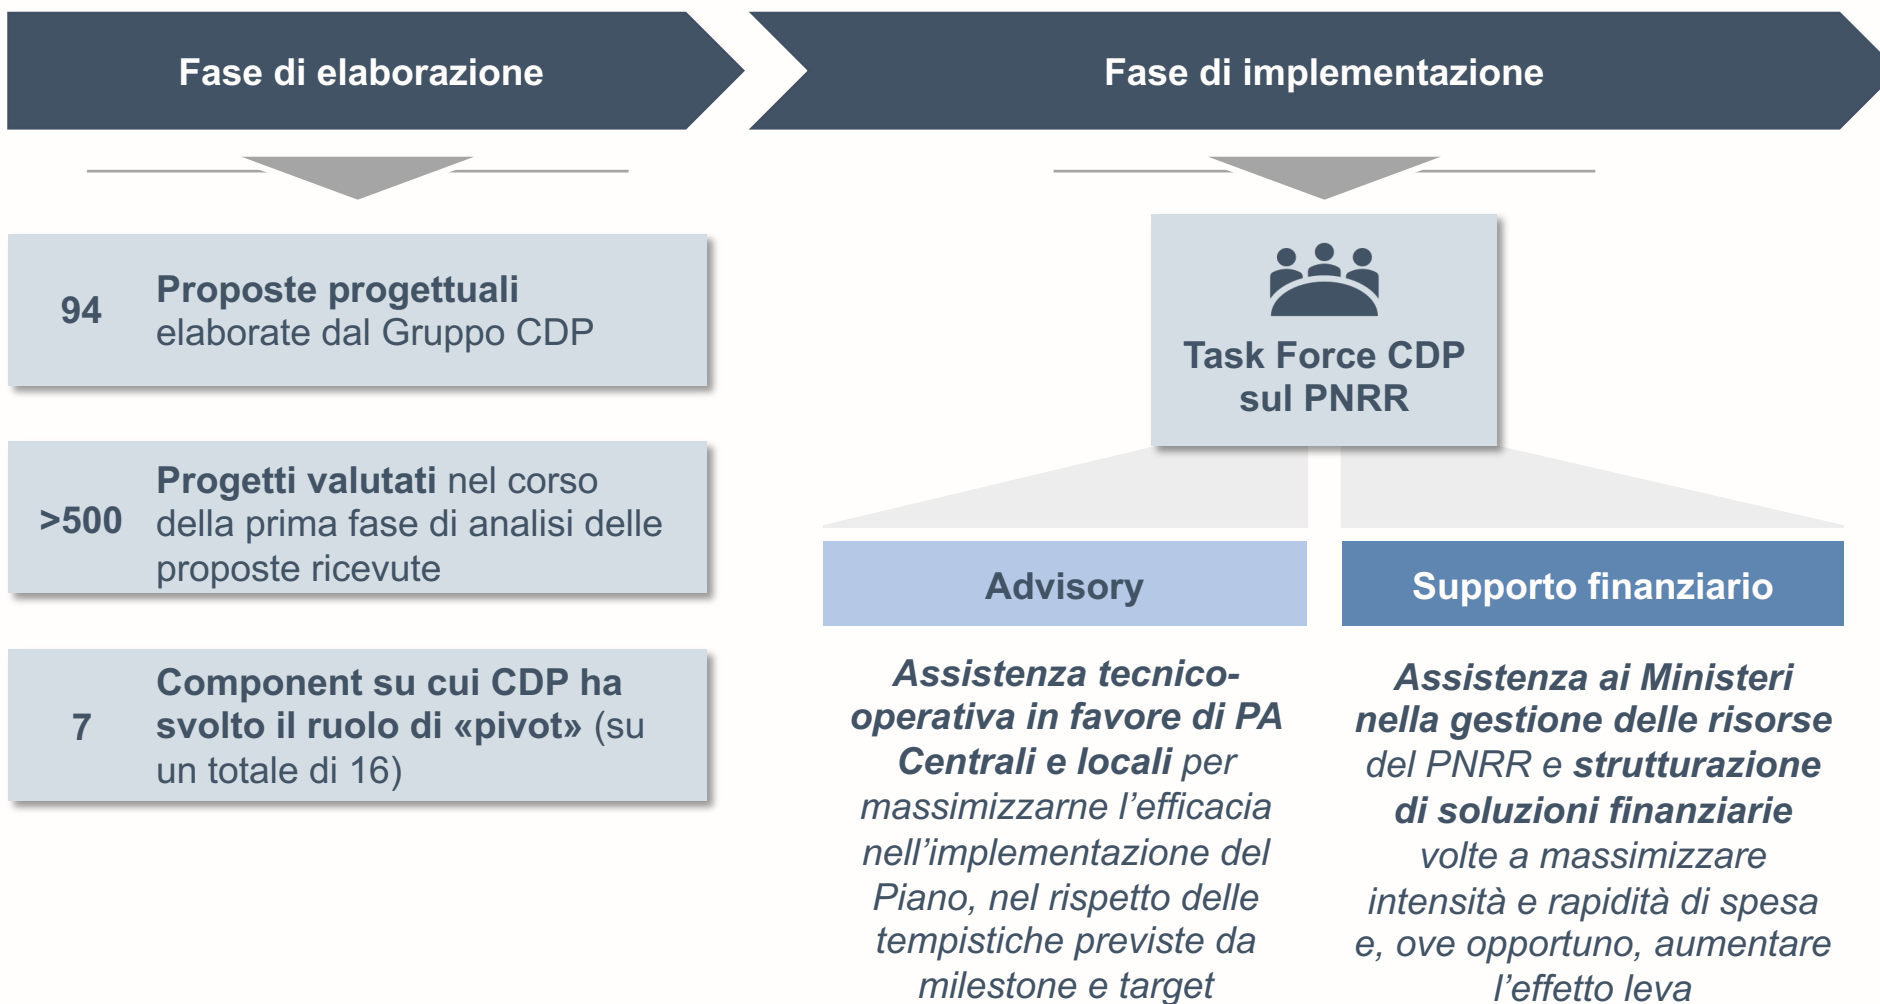 Fase di elaborazione
Fase di implementazione
94
Proposte progettuali
elaborate dal Gruppo CDP
>500
Progetti valutati nel corso
della prima fase di analisi delle
proposte ricevute
7
Component su cui CDP ha
svolto il ruolo di «pivot» (su
un totale di 16)
Task Force CDP
sul PNRR
Advisory
Assistenza tecnico-
operativa in favore di PA
Centrali e locali per
massimizzarne l’efficacia
nell’implementazione del
Piano, nel rispetto delle
tempistiche previste da
milestone e target
Supporto finanziario
Assistenza ai Ministeri
nella gestione delle risorse
del PNRR e strutturazione
di soluzioni finanziarie
volte a massimizzare
intensità e rapidità di spesa
e, ove opportuno, aumentare
l’effetto leva